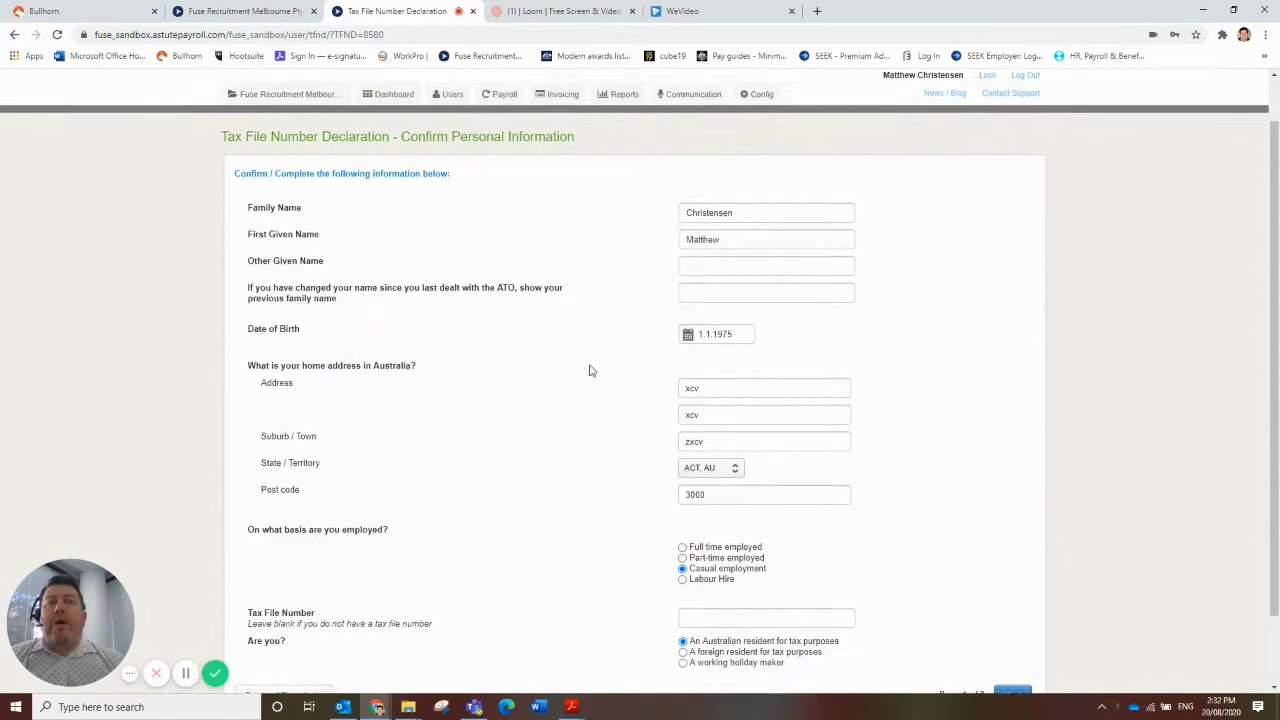 Bullhorn
Fuse Recruitment Melbourne Py
Tax File Number Declaration
(1) | Loom | Free Screen & Video
WeVideo
fuse_sandbox.astutepayroll.com/fuse_sandbox/user/tfnd/?TFND=8580
Apps
Word
Bullhorn
Hootsuite
Sign in - e-signatu...
WorkPro |
Fuse Recruitment...
Modern awards list...
cube19
Pay guides - Minim...
SEEK - Premium Ad...
Log In
SEEK Employer: Log...
HR, Payroll & Benef...
»
Matthew Christensen
Lock
Log Out
Fuse Recruitment Melbour...
Dashboard
Users
Payroll
Invoicing
Reports
Communication
Config
News / Blog
Contact Support
Tax File Number Declaration - Confirm Personal Information
Confirm / Complete the following information below:
Family Name
Christensen
First Given Name
Matthew
Other Given Name
If you have changed your name since you last dealt with the ATO, show your
previous family name
Date of Birth
1.1.1975
What is your home address in Australia?
Address
xcv
xcv
Suburb / Town
zxcv
State / Territory
ACT, AU
Post code
3000
On what basis are you employed?
Full time employed
Part-time employed
Casual employment
Labour Hire
Tax File Number
Leave blank if you do not have a tax file number
Are you?
An Australian resident for tax purposes
A foreign resident for tax purposes
A working holiday maker
Type here to search
2:32 PM
20/08/2020